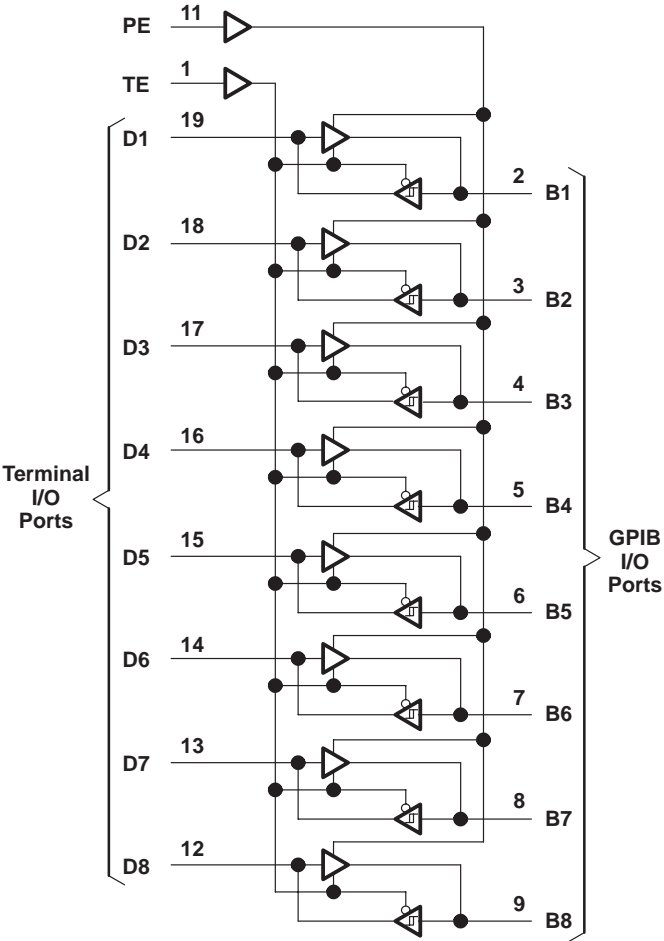 PE 11
TE 1
D1 19
2 B1
D2 18
3 B2
D3 17
4 B3
D4 16
Terminal
I/O
Ports
5 B4
D5 15
GPIB
I/O
Ports
6 B5
D6 14
7 B6
D7 13
8 B7
D8 12
9 B8